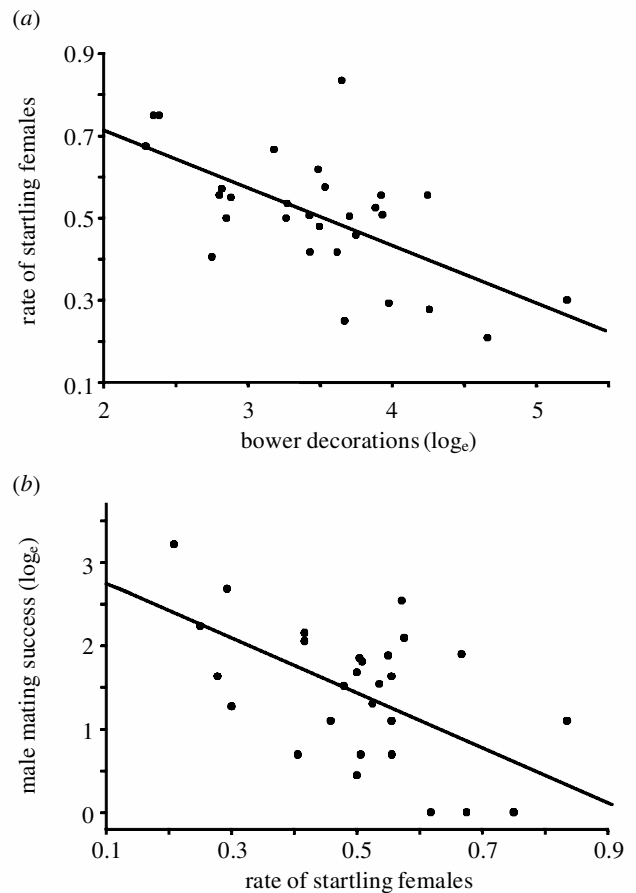 (a)
0.9
0.7
0.5
0.3
0.1
rate of startling females
2 3 4 5
bower decorations (logₑ)
(b)
3
2
1
0
male mating success (logₑ)
0.1 0.3 0.5 0.7 0.9
rate of startling females